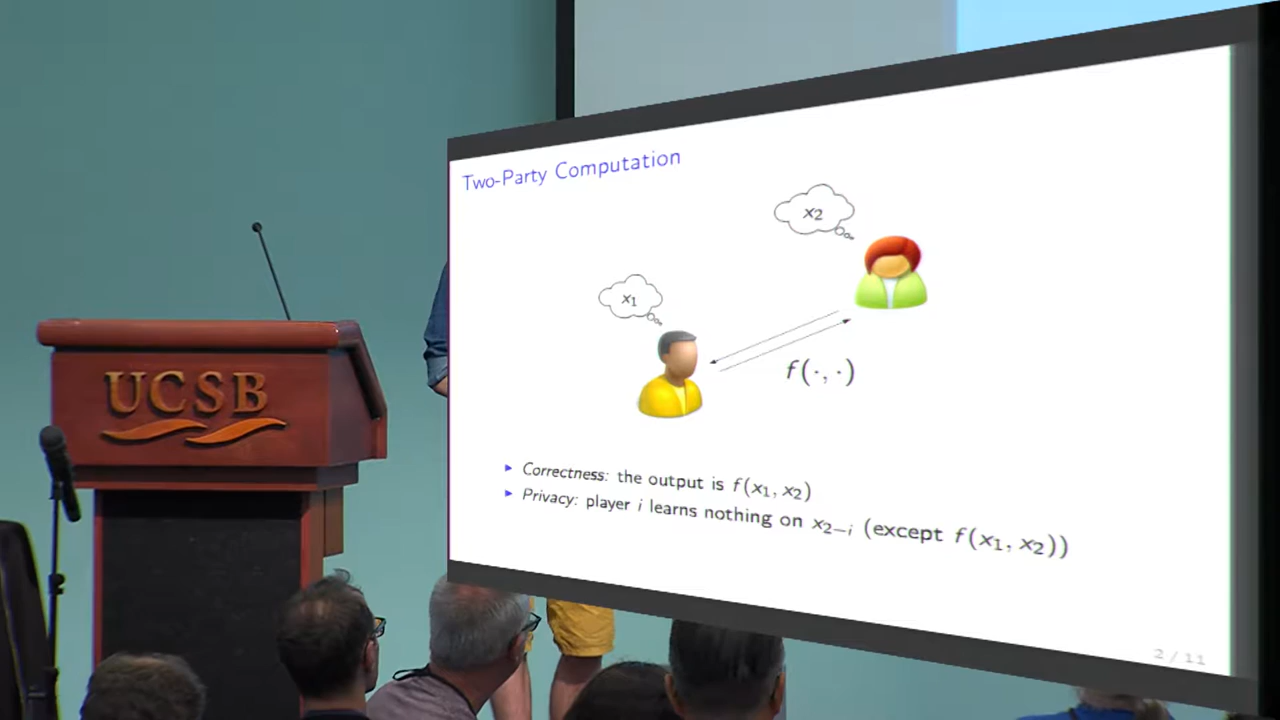 UCSB
Two-Party Computation
x2
x1
f(·, ·)
▸ Correctness: the output is f(x1, x2)
▸ Privacy: player i learns nothing on x2−i (except f(x1, x2))
2 / 11